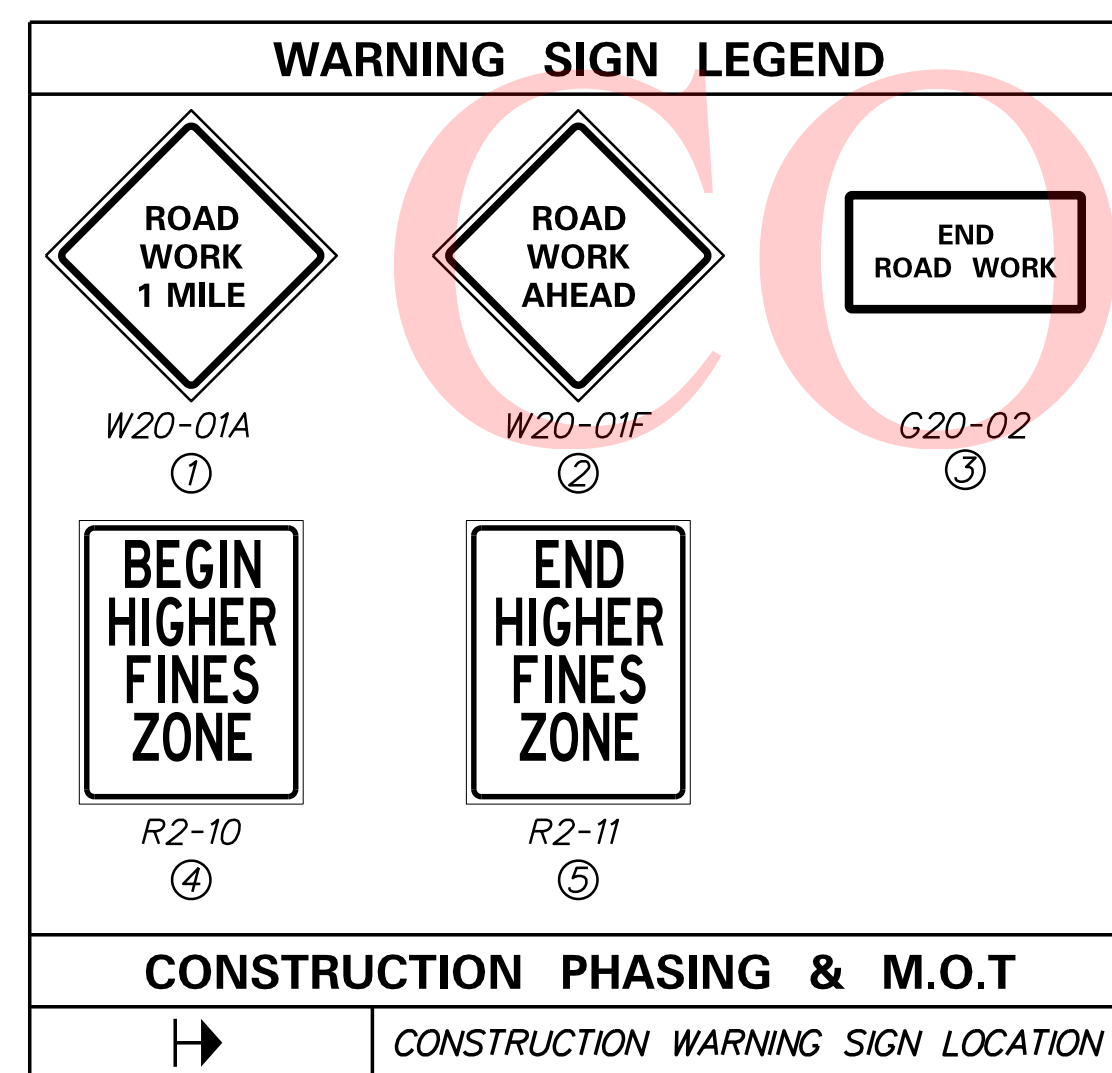 WARNING SIGN LEGEND
ROAD
WORK
1 MILE
W20-01A
1
ROAD
WORK
AHEAD
W20-01F
2
END
ROAD WORK
G20-02
3
BEGIN
HIGHER
FINES
ZONE
R2-10
4
END
HIGHER
FINES
ZONE
R2-11
5
CONSTRUCTION PHASING & M.O.T
CONSTRUCTION WARNING SIGN LOCATION
CO